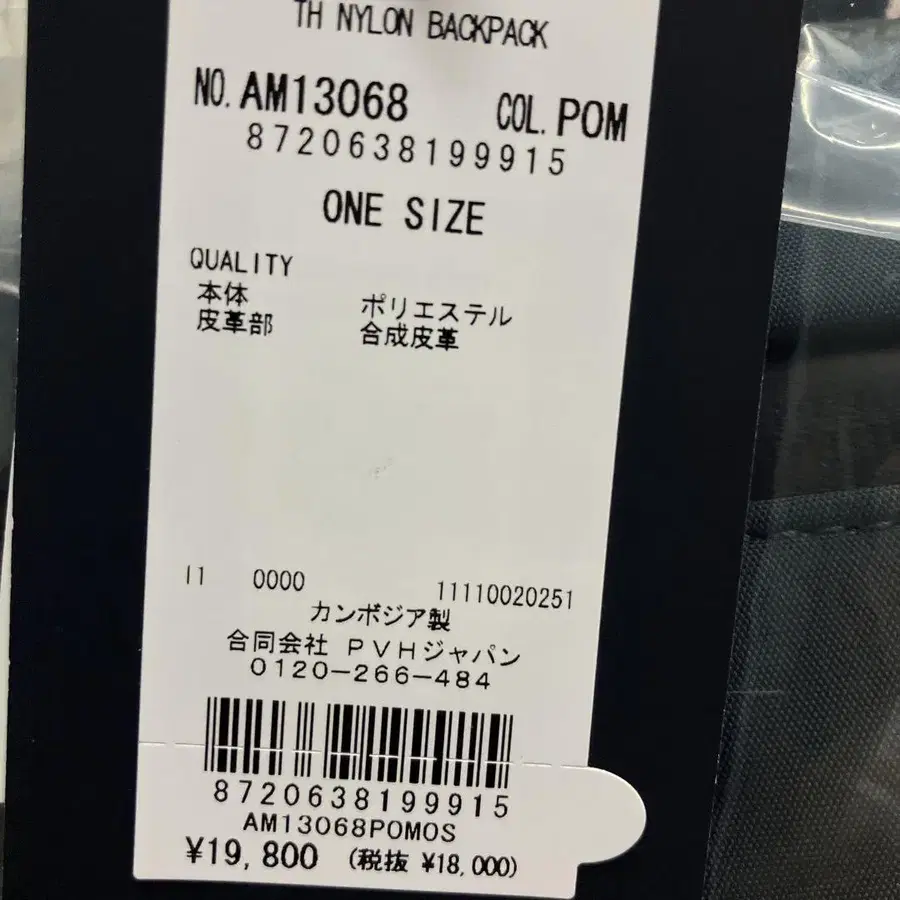 TH NYLON BACKPACK
NO. AM13068 COL. POM
8720638199915
ONE SIZE
QUALITY
本体 ポリエステル
皮革部 合成皮革
I1 0000 11110020251
カンボジア製
合同会社 PVHジャパン
0120-266-484
8720638199915
AM13068POMOS
¥19,800 (税抜 ¥18,000)